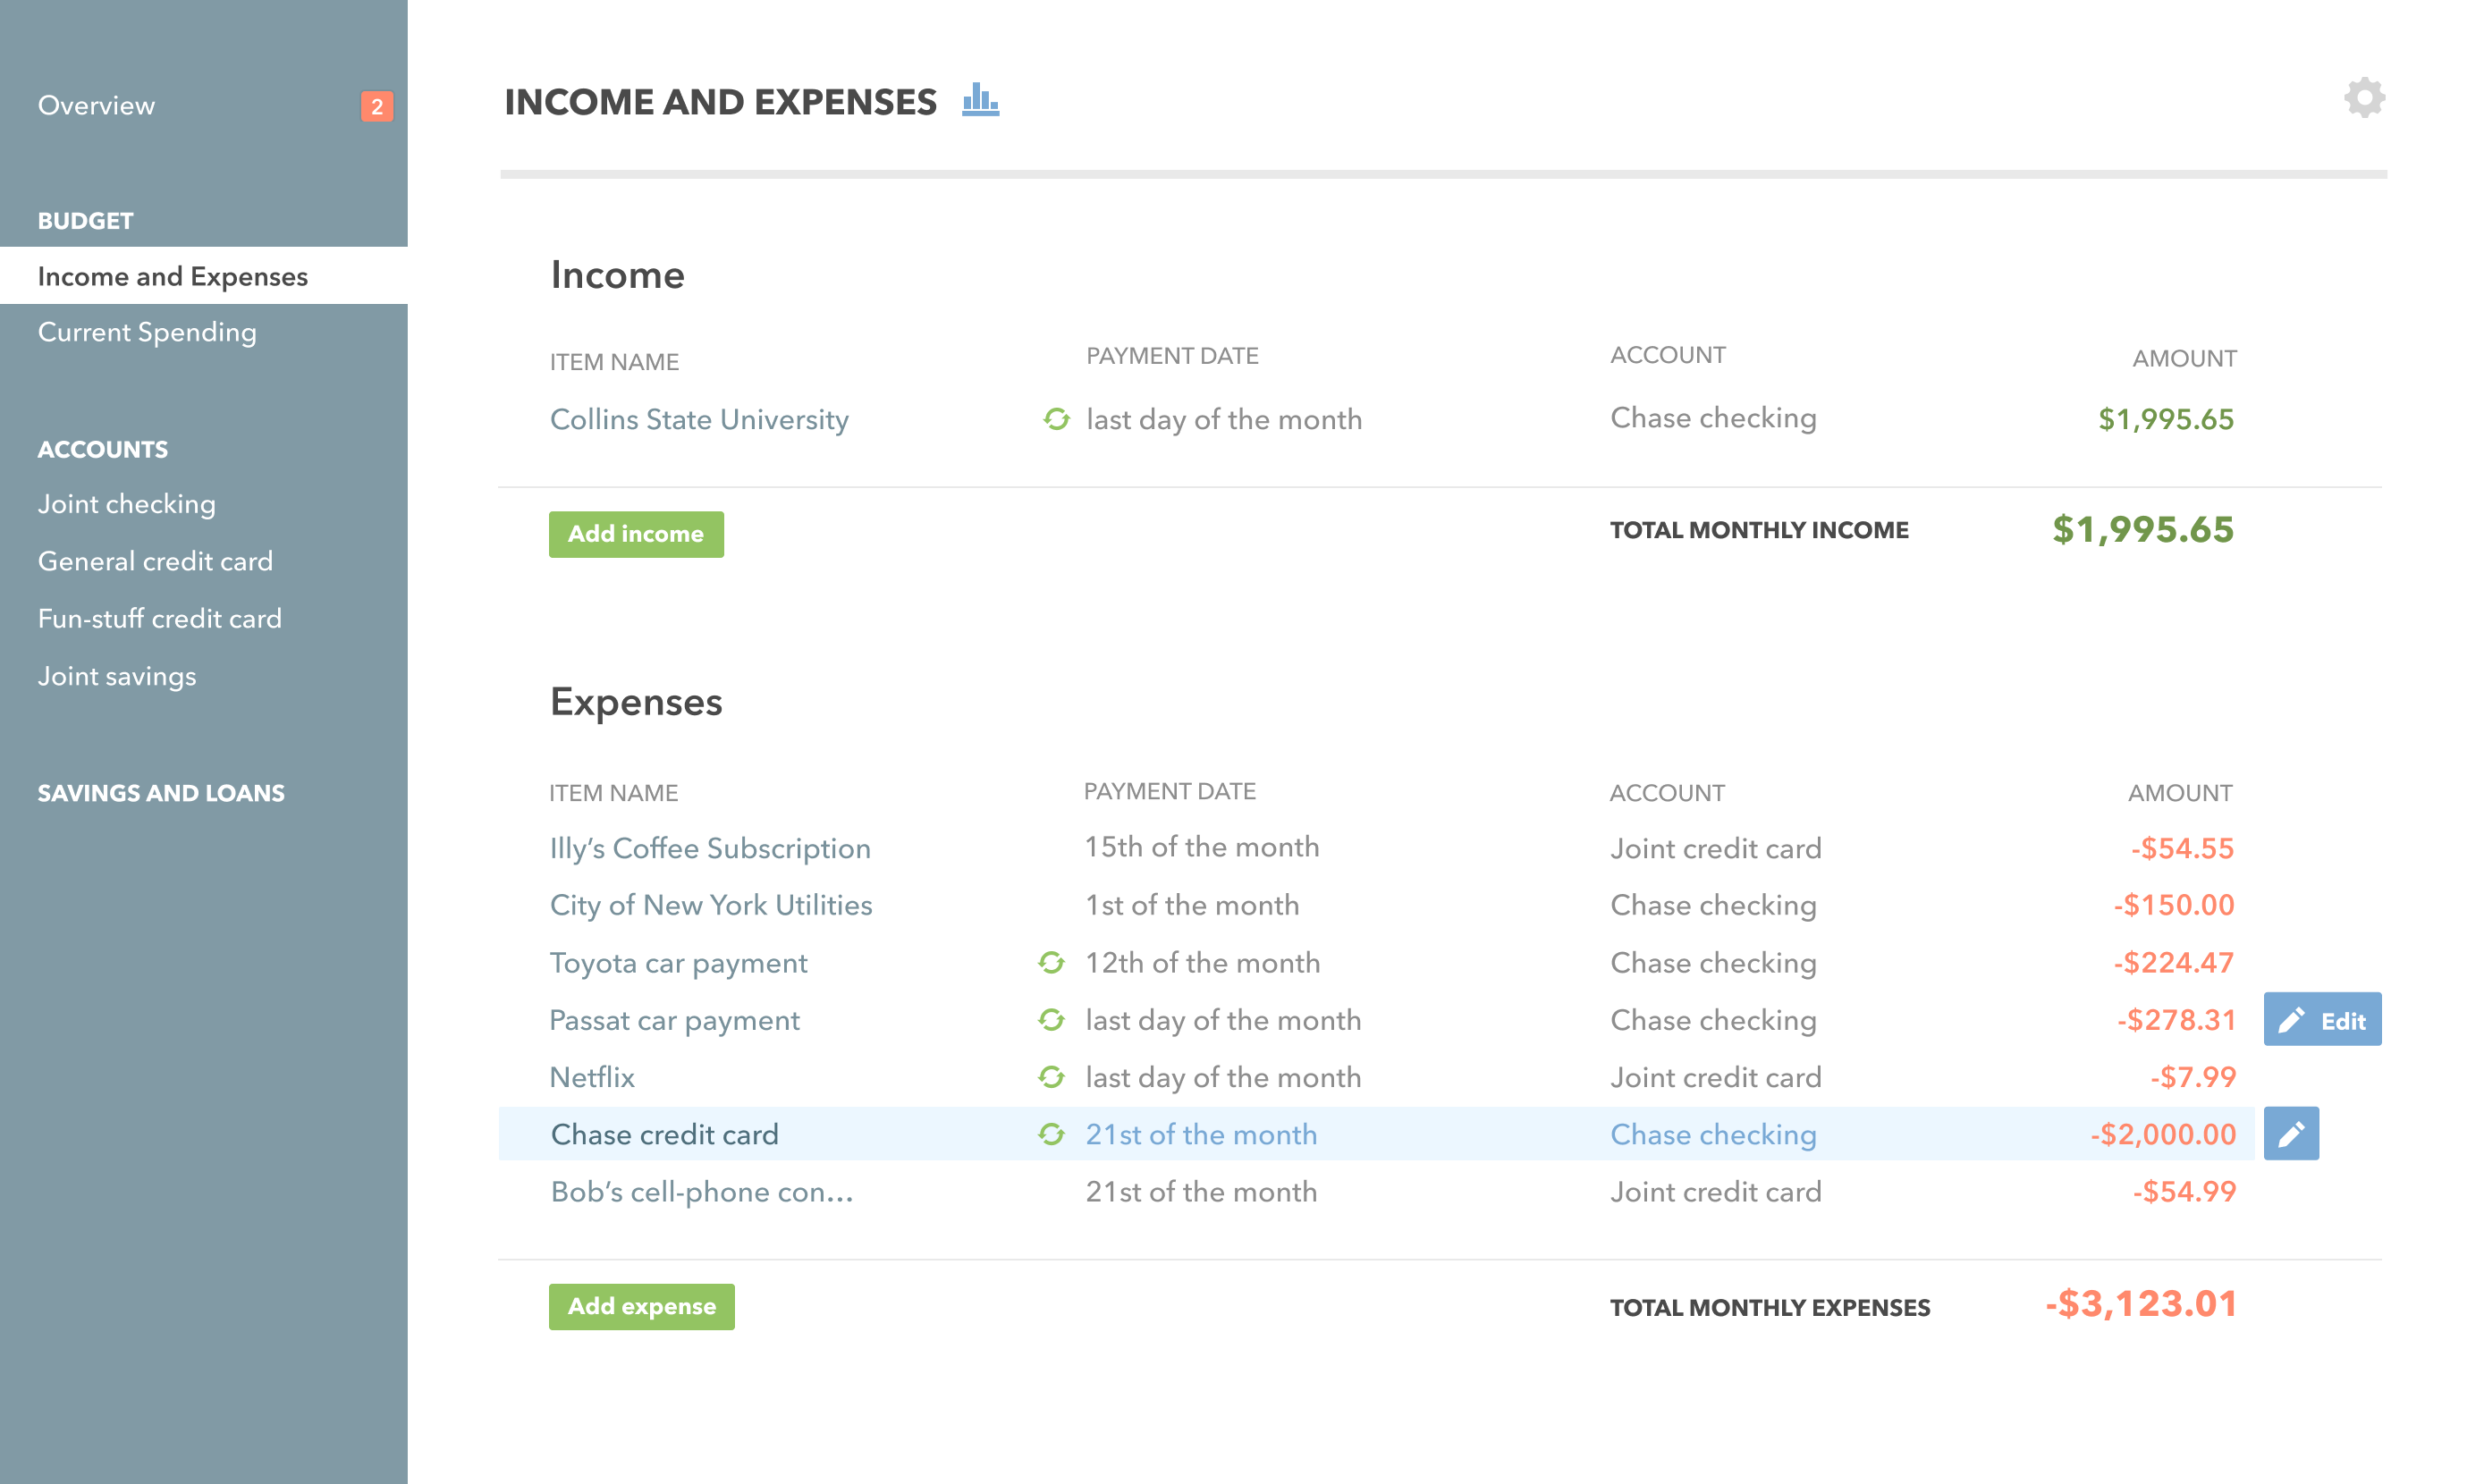 Overview 2
BUDGET
Income and Expenses
Current Spending
ACCOUNTS
Joint checking
General credit card
Fun-stuff credit card
Joint savings
SAVINGS AND LOANS
INCOME AND EXPENSES
Income
ITEM NAME PAYMENT DATE ACCOUNT AMOUNT
Collins State University last day of the month Chase checking $1,995.65
Add income TOTAL MONTHLY INCOME $1,995.65
Expenses
ITEM NAME PAYMENT DATE ACCOUNT AMOUNT
Illy’s Coffee Subscription 15th of the month Joint credit card -$54.55
City of New York Utilities 1st of the month Chase checking -$150.00
Toyota car payment 12th of the month Chase checking -$224.47
Passat car payment last day of the month Chase checking -$278.31 Edit
Netflix last day of the month Joint credit card -$7.99
Chase credit card 21st of the month Chase checking -$2,000.00
Bob’s cell-phone con... 21st of the month Joint credit card -$54.99
Add expense TOTAL MONTHLY EXPENSES -$3,123.01